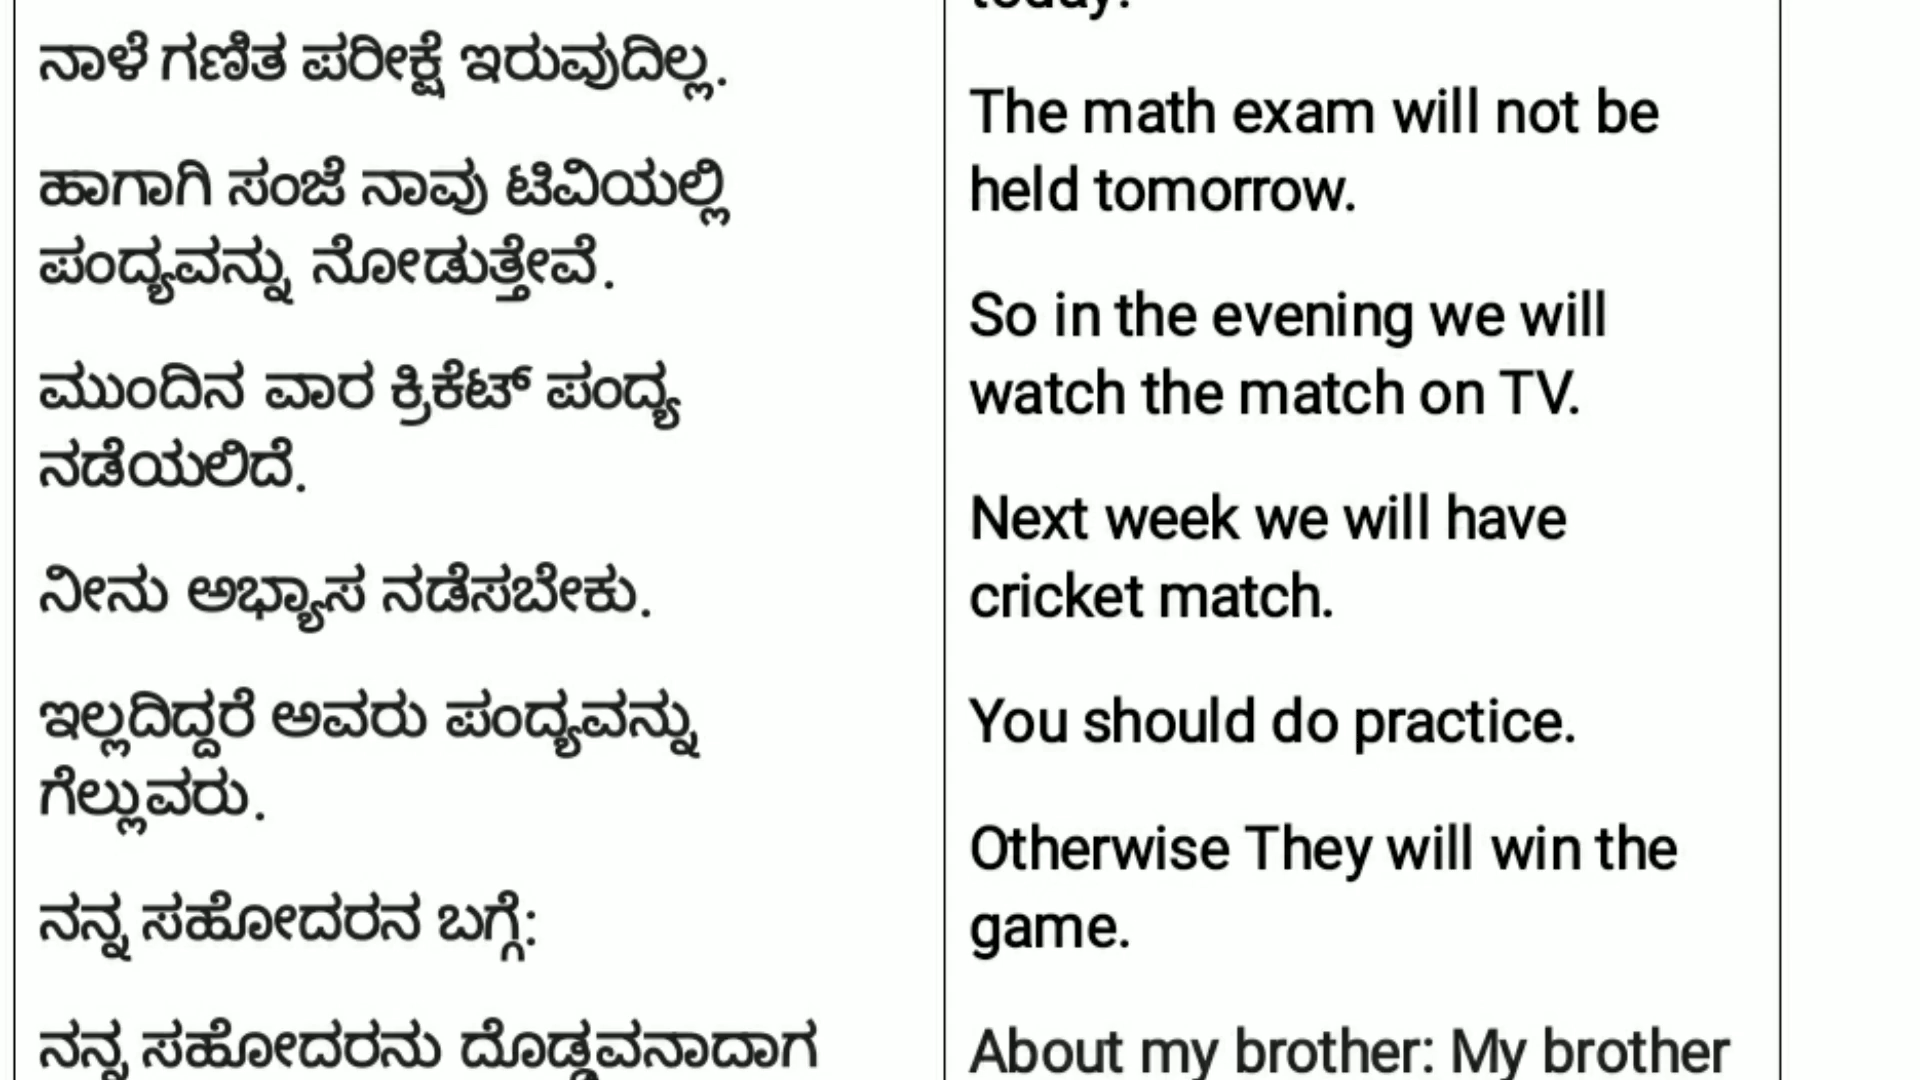 ನಾಳೆ ಗಣಿತ ಪರೀಕ್ಷೆ ಇರುವುದಿಲ್ಲ.
ಹಾಗಾಗಿ ಸಂಜೆ ನಾವು ಟಿವಿಯಲ್ಲಿ
ಪಂದ್ಯವನ್ನು ನೋಡುತ್ತೇವೆ.
ಮುಂದಿನ ವಾರ ಕ್ರಿಕೆಟ್ ಪಂದ್ಯ
ನಡೆಯಲಿದೆ.
ನೀನು ಅಭ್ಯಾಸ ನಡೆಸಬೇಕು.
ಇಲ್ಲದಿದ್ದರೆ ಅವರು ಪಂದ್ಯವನ್ನು
ಗೆಲ್ಲುವರು.
ನನ್ನ ಸಹೋದರನ ಬಗ್ಗೆ:
ನನ್ನ ಸಹೋದರನು ದೊಡ್ಡವನಾದಾಗ
today.
The math exam will not be
held tomorrow.
So in the evening we will
watch the match on TV.
Next week we will have
cricket match.
You should do practice.
Otherwise They will win the
game.
About my brother: My brother